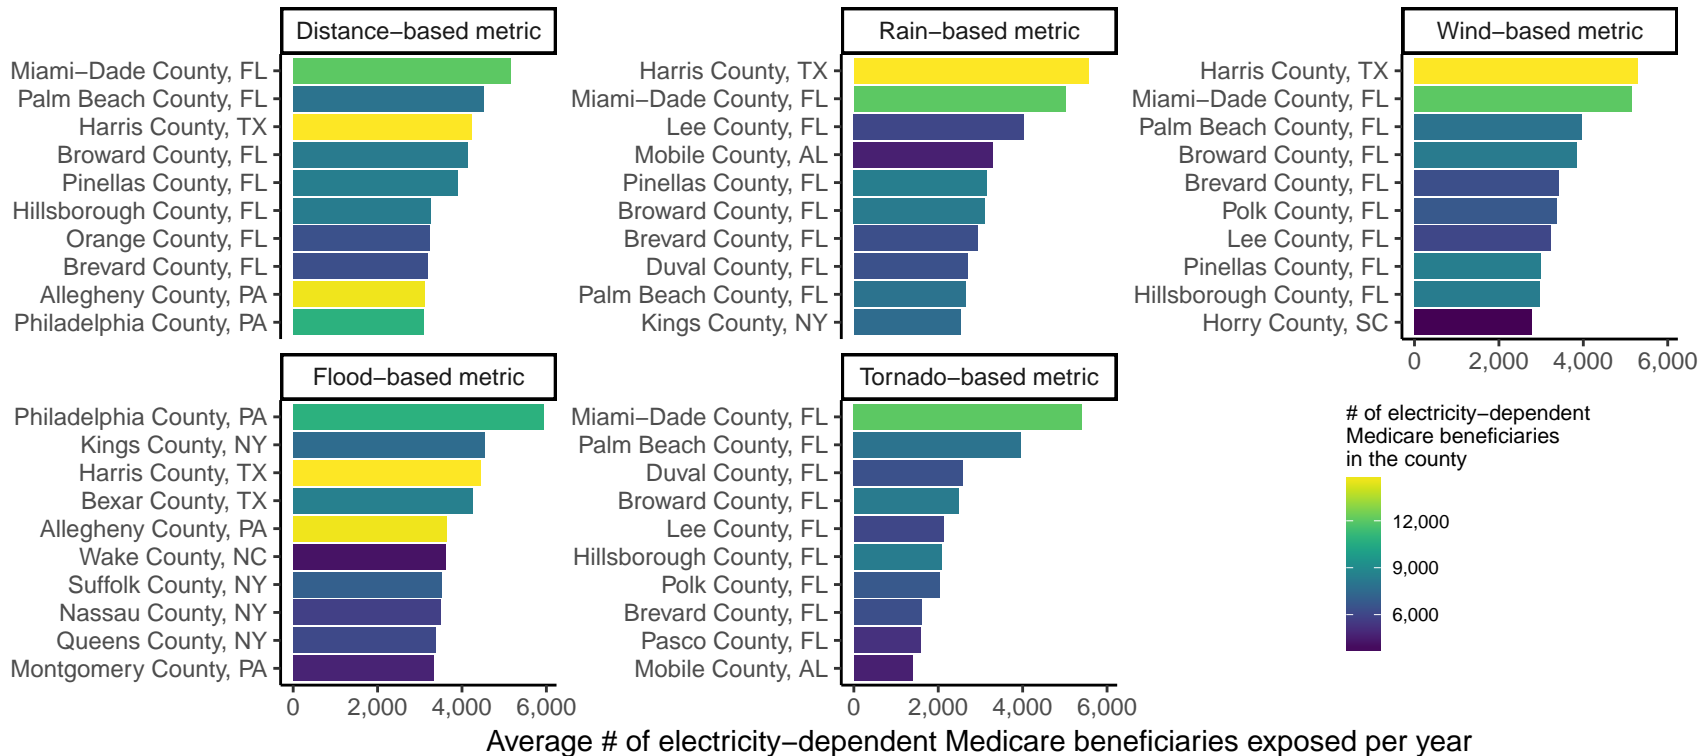 Distance−based metric
Miami−Dade County, FL
Palm Beach County, FL
Harris County, TX
Broward County, FL
Pinellas County, FL
Hillsborough County, FL
Orange County, FL
Brevard County, FL
Allegheny County, PA
Philadelphia County, PA
Rain−based metric
Harris County, TX
Miami−Dade County, FL
Lee County, FL
Mobile County, AL
Pinellas County, FL
Broward County, FL
Brevard County, FL
Duval County, FL
Palm Beach County, FL
Kings County, NY
Wind−based metric
Harris County, TX
Miami−Dade County, FL
Palm Beach County, FL
Broward County, FL
Brevard County, FL
Polk County, FL
Lee County, FL
Pinellas County, FL
Hillsborough County, FL
Horry County, SC
0 2,000 4,000 6,000
Flood−based metric
Philadelphia County, PA
Kings County, NY
Harris County, TX
Bexar County, TX
Allegheny County, PA
Wake County, NC
Suffolk County, NY
Nassau County, NY
Queens County, NY
Montgomery County, PA
0 2,000 4,000 6,000
Tornado−based metric
Miami−Dade County, FL
Palm Beach County, FL
Duval County, FL
Broward County, FL
Lee County, FL
Hillsborough County, FL
Polk County, FL
Brevard County, FL
Pasco County, FL
Mobile County, AL
0 2,000 4,000 6,000
# of electricity−dependent
Medicare beneficiaries
in the county
12,000
9,000
6,000
Average # of electricity−dependent Medicare beneficiaries exposed per year